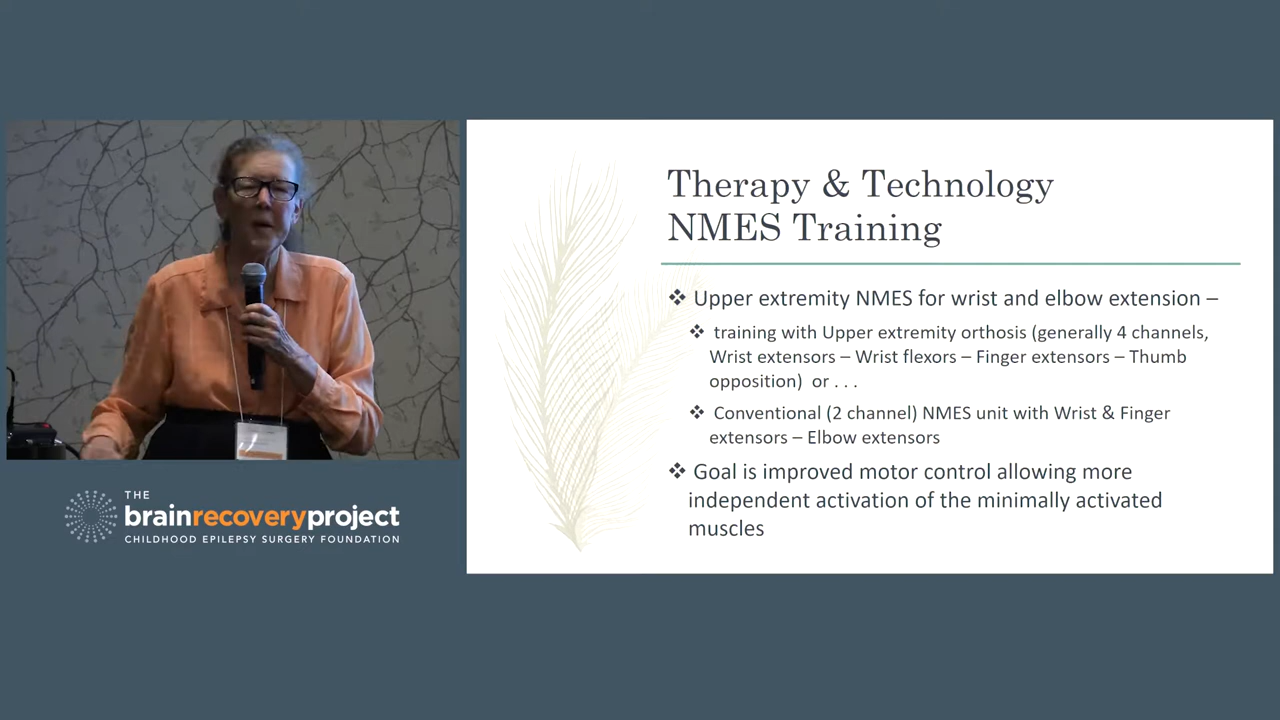 Therapy & Technology
NMES Training
❖ Upper extremity NMES for wrist and elbow extension –
❖ training with Upper extremity orthosis (generally 4 channels,
Wrist extensors – Wrist flexors – Finger extensors – Thumb
opposition) or . . .
❖ Conventional (2 channel) NMES unit with Wrist & Finger
extensors – Elbow extensors
❖ Goal is improved motor control allowing more
independent activation of the minimally activated
muscles
THE
brainrecoveryproject
CHILDHOOD EPILEPSY SURGERY FOUNDATION